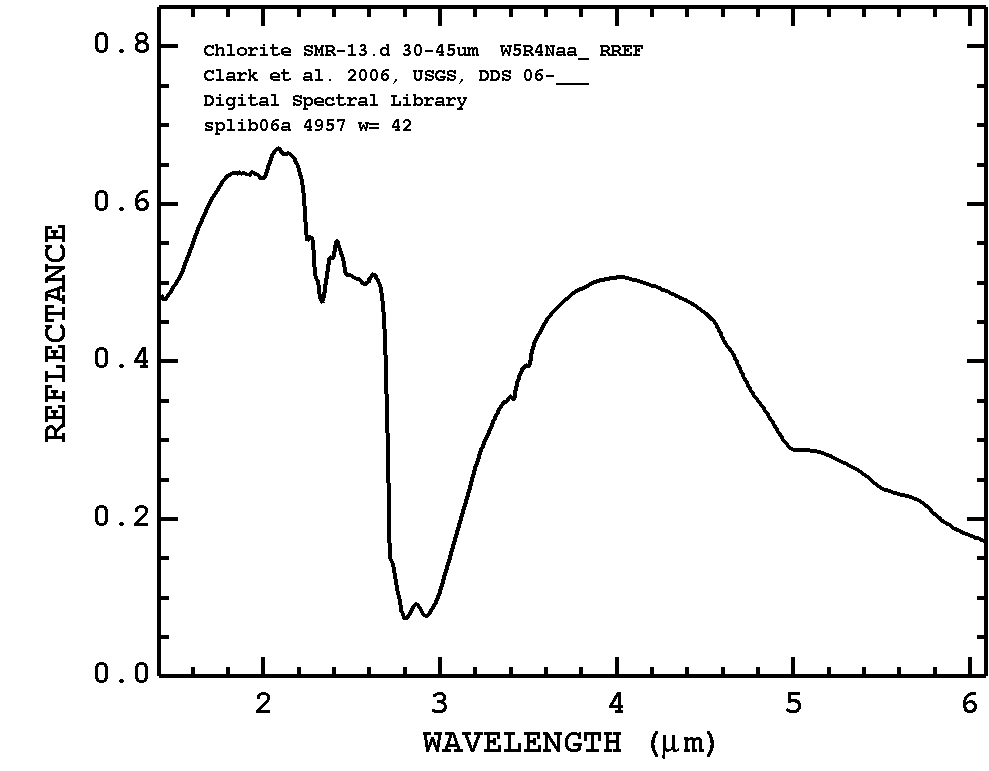 Chlorite SMR-13.d 30-45um W5R4Naa_ RREF
Clark et al. 2006, USGS, DDS 06-___
Digital Spectral Library
splib06a 4957 w= 42
0.8
0.6
0.4
0.2
0.0
REFLECTANCE
2 3 4 5 6
WAVELENGTH (μm)